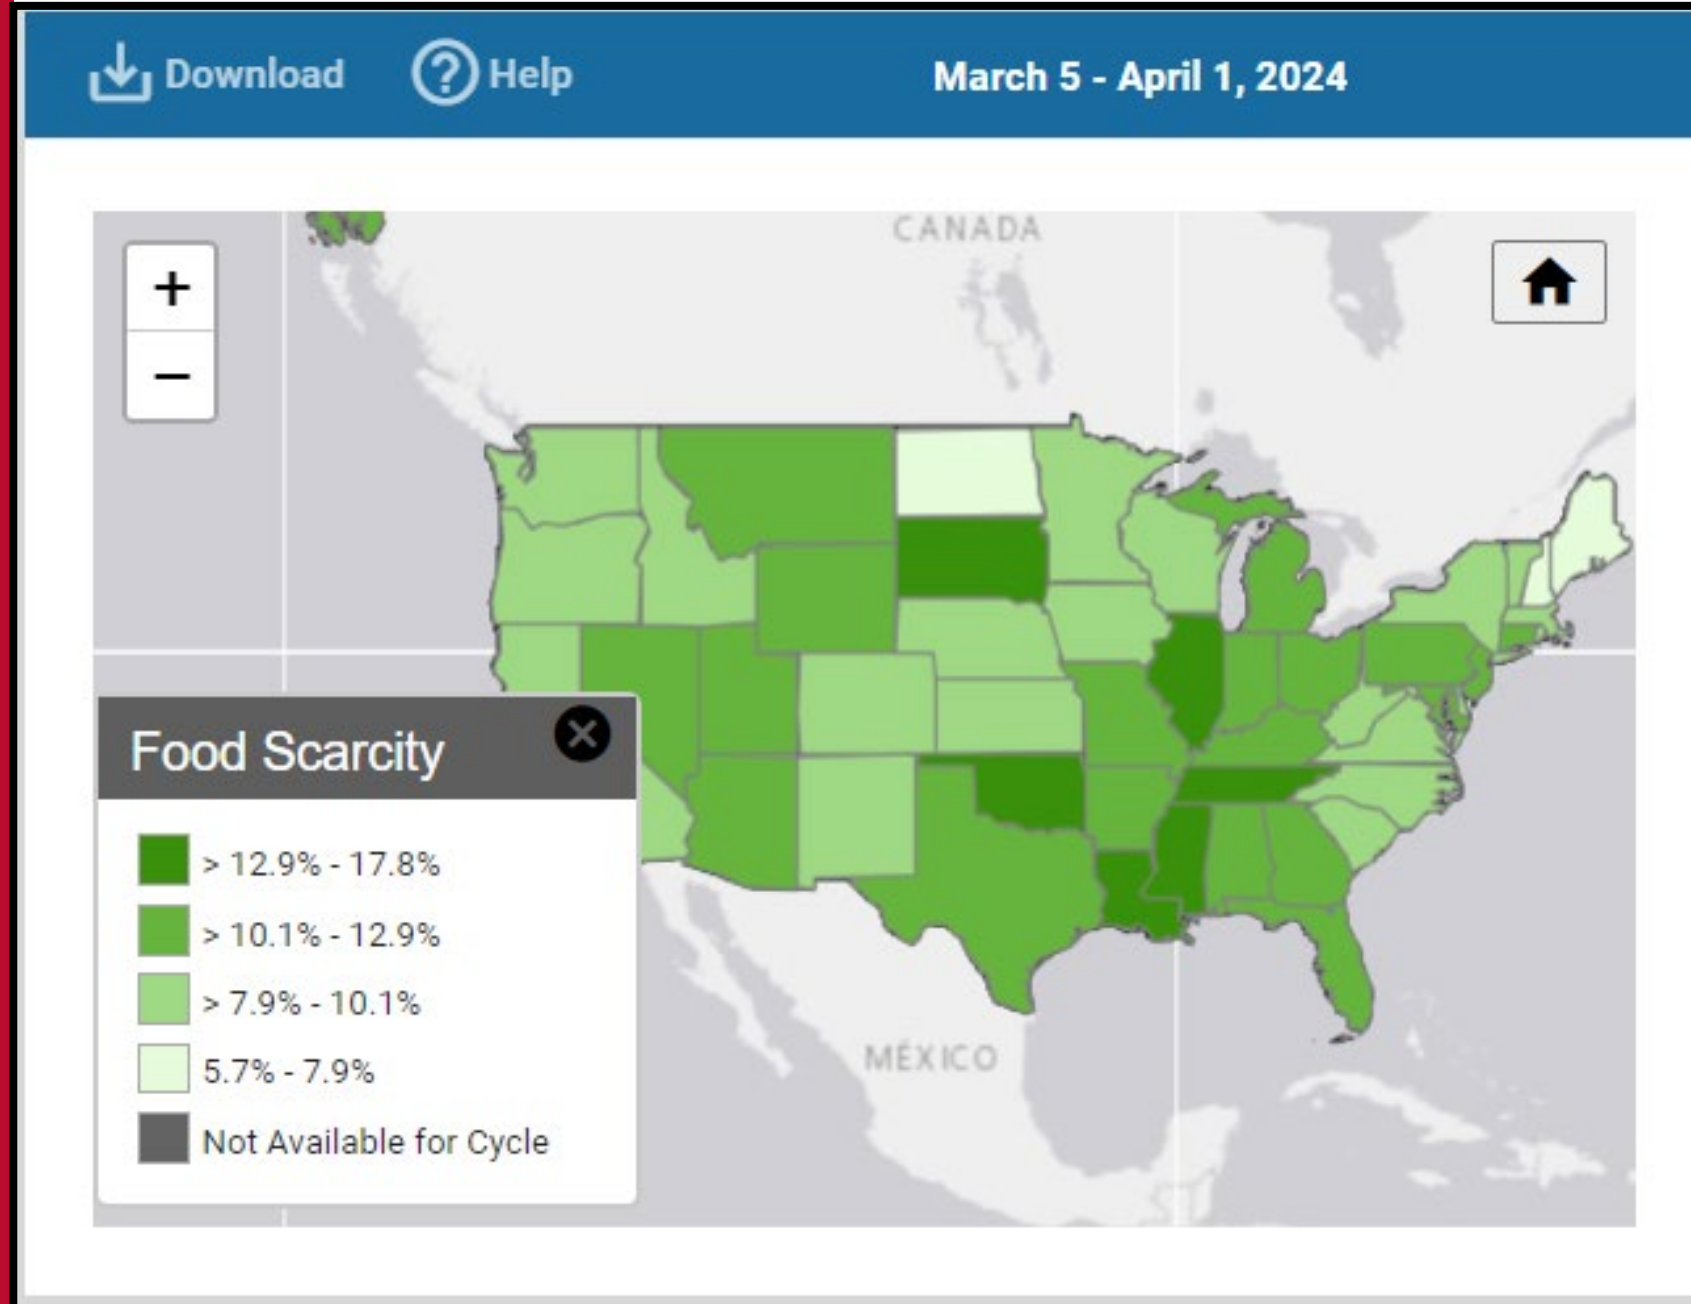 Download
Help
March 5 - April 1, 2024
CANADA
+
−
Food Scarcity
> 12.9% - 17.8%
> 10.1% - 12.9%
> 7.9% - 10.1%
5.7% - 7.9%
Not Available for Cycle
MÉXICO